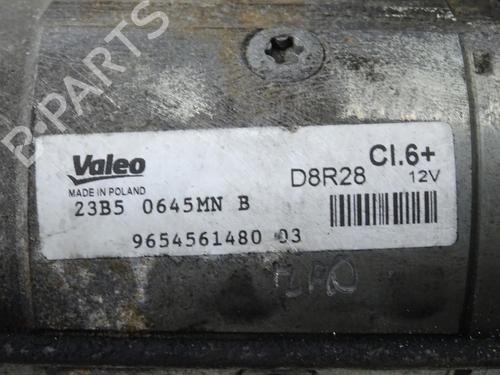 B-PARTS
Valeo
MADE IN POLAND
D8R28 Cl.6+
12V
23B5 0645MN B
9654561480 03